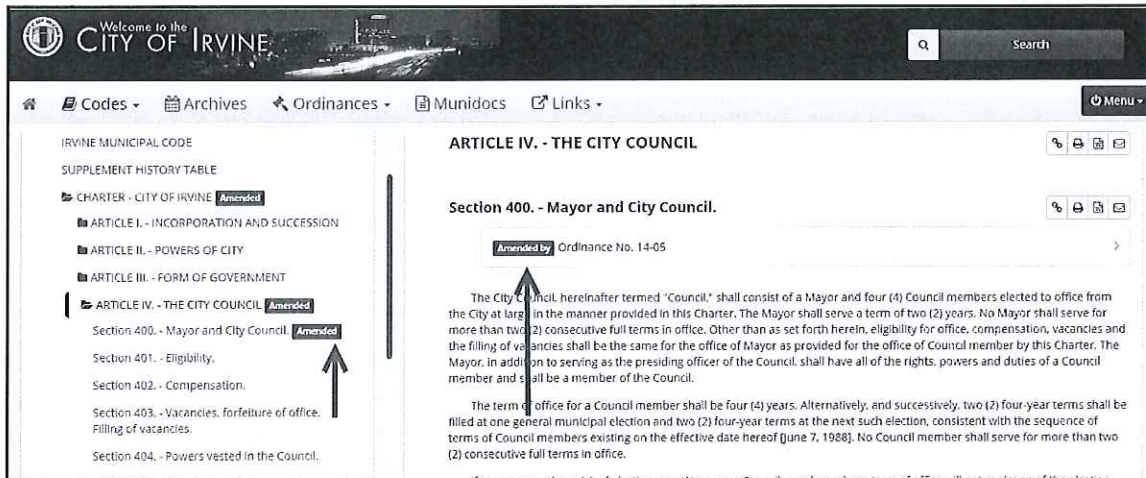 Welcome to the
CITY OF IRVINE
Search
Codes
Archives
Ordinances
Munidocs
Links
Menu
IRVINE MUNICIPAL CODE
SUPPLEMENT HISTORY TABLE
CHARTER - CITY OF IRVINE Amended
ARTICLE I. - INCORPORATION AND SUCCESSION
ARTICLE II. - POWERS OF CITY
ARTICLE III. - FORM OF GOVERNMENT
ARTICLE IV. - THE CITY COUNCIL Amended
Section 400. - Mayor and City Council. Amended
Section 401. - Eligibility.
Section 402. - Compensation.
Section 403. - Vacancies, forfeiture of office.
Filling of vacancies.
Section 404. - Powers vested in the Council.
ARTICLE IV. - THE CITY COUNCIL
Section 400. - Mayor and City Council.
Amended by Ordinance No. 14-05
The City Council, hereinafter termed "Council," shall consist of a Mayor and four (4) Council members elected to office from
the City at large in the manner provided in this Charter. The Mayor shall serve a term of two (2) years. No Mayor shall serve for
more than two (2) consecutive full terms in office. Other than as set forth herein, eligibility for office, compensation, vacancies and
the filling of vacancies shall be the same for the office of Mayor as provided for the office of Council member by this Charter. The
Mayor, in addition to serving as the presiding officer of the Council, shall have all of the rights, powers and duties of a Council
member and shall be a member of the Council.
The term of office for a Council member shall be four (4) years. Alternatively, and successively, two (2) four-year terms shall be
filled at one general municipal election and two (2) four-year terms at the next such election, consistent with the sequence of
terms of Council members existing on the effective date hereof [June 7, 1988]. No Council member shall serve for more than two
(2) consecutive full terms in office.